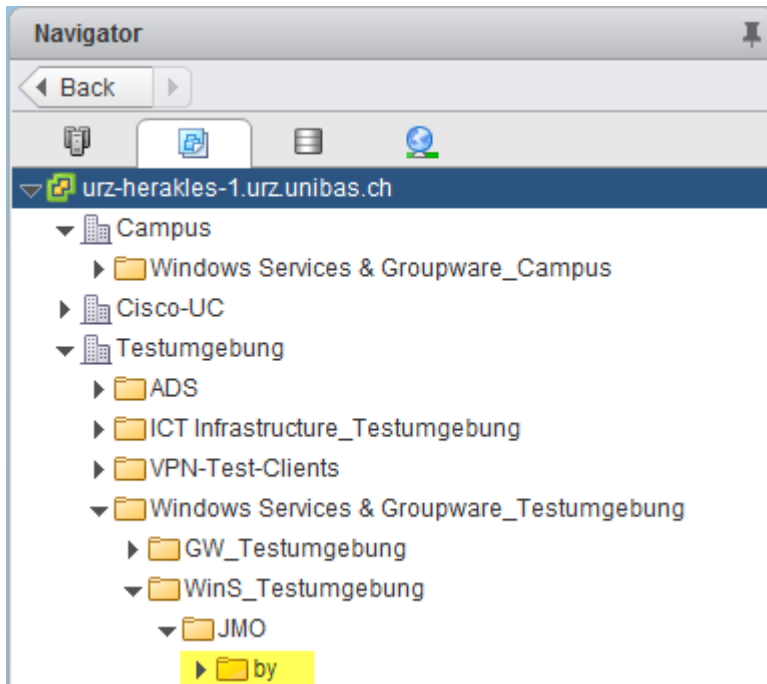 Navigator
Back
urz-herakles-1.urz.unibas.ch
Campus
Windows Services & Groupware_Campus
Cisco-UC
Testumgebung
ADS
ICT Infrastructure_Testumgebung
VPN-Test-Clients
Windows Services & Groupware_Testumgebung
GW_Testumgebung
WinS_Testumgebung
JMO
by